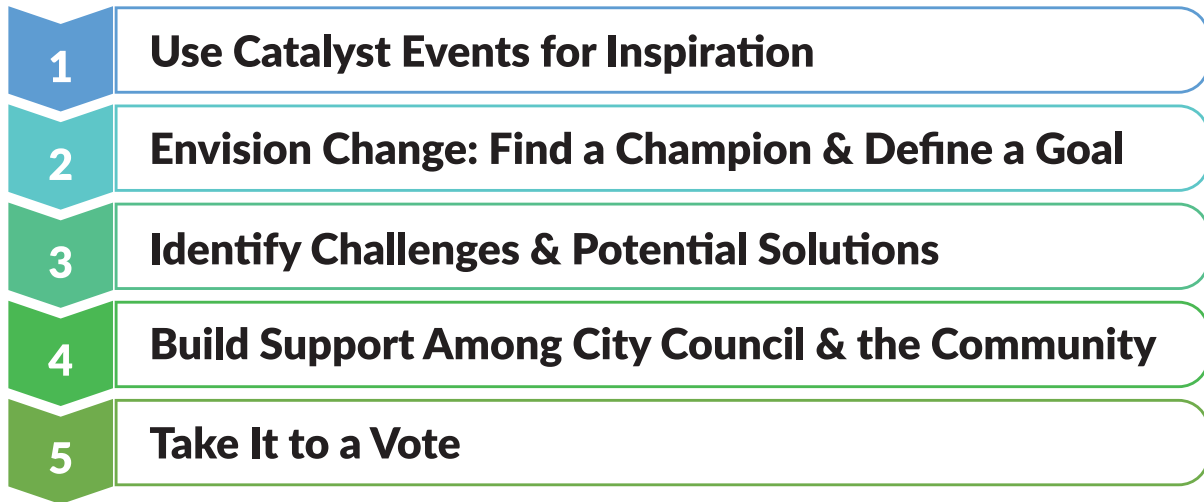 1 Use Catalyst Events for Inspiration
2 Envision Change: Find a Champion & Define a Goal
3 Identify Challenges & Potential Solutions
4 Build Support Among City Council & the Community
5 Take It to a Vote